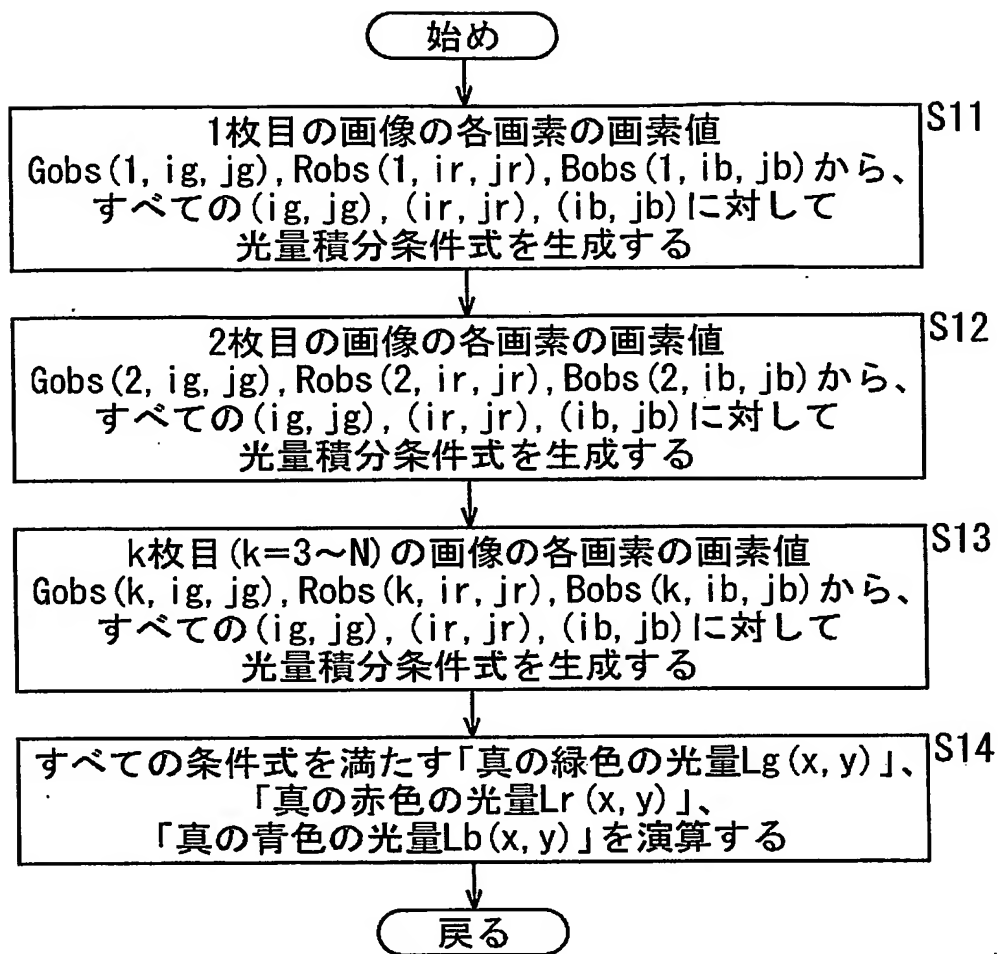 始め
S11
1枚目の画像の各画素の画素値
Gobs(1, ig, jg), Robs(1, ir, jr), Bobs(1, ib, jb)から、
すべての(ig, jg), (ir, jr), (ib, jb)に対して
光量積分条件式を生成する
S12
2枚目の画像の各画素の画素値
Gobs(2, ig, jg), Robs(2, ir, jr), Bobs(2, ib, jb)から、
すべての(ig, jg), (ir, jr), (ib, jb)に対して
光量積分条件式を生成する
S13
k枚目(k=3～N)の画像の各画素の画素値
Gobs(k, ig, jg), Robs(k, ir, jr), Bobs(k, ib, jb)から、
すべての(ig, jg), (ir, jr), (ib, jb)に対して
光量積分条件式を生成する
S14
すべての条件式を満たす「真の緑色の光量Lg(x, y)」、
「真の赤色の光量Lr(x, y)」、
「真の青色の光量Lb(x, y)」を演算する
戻る